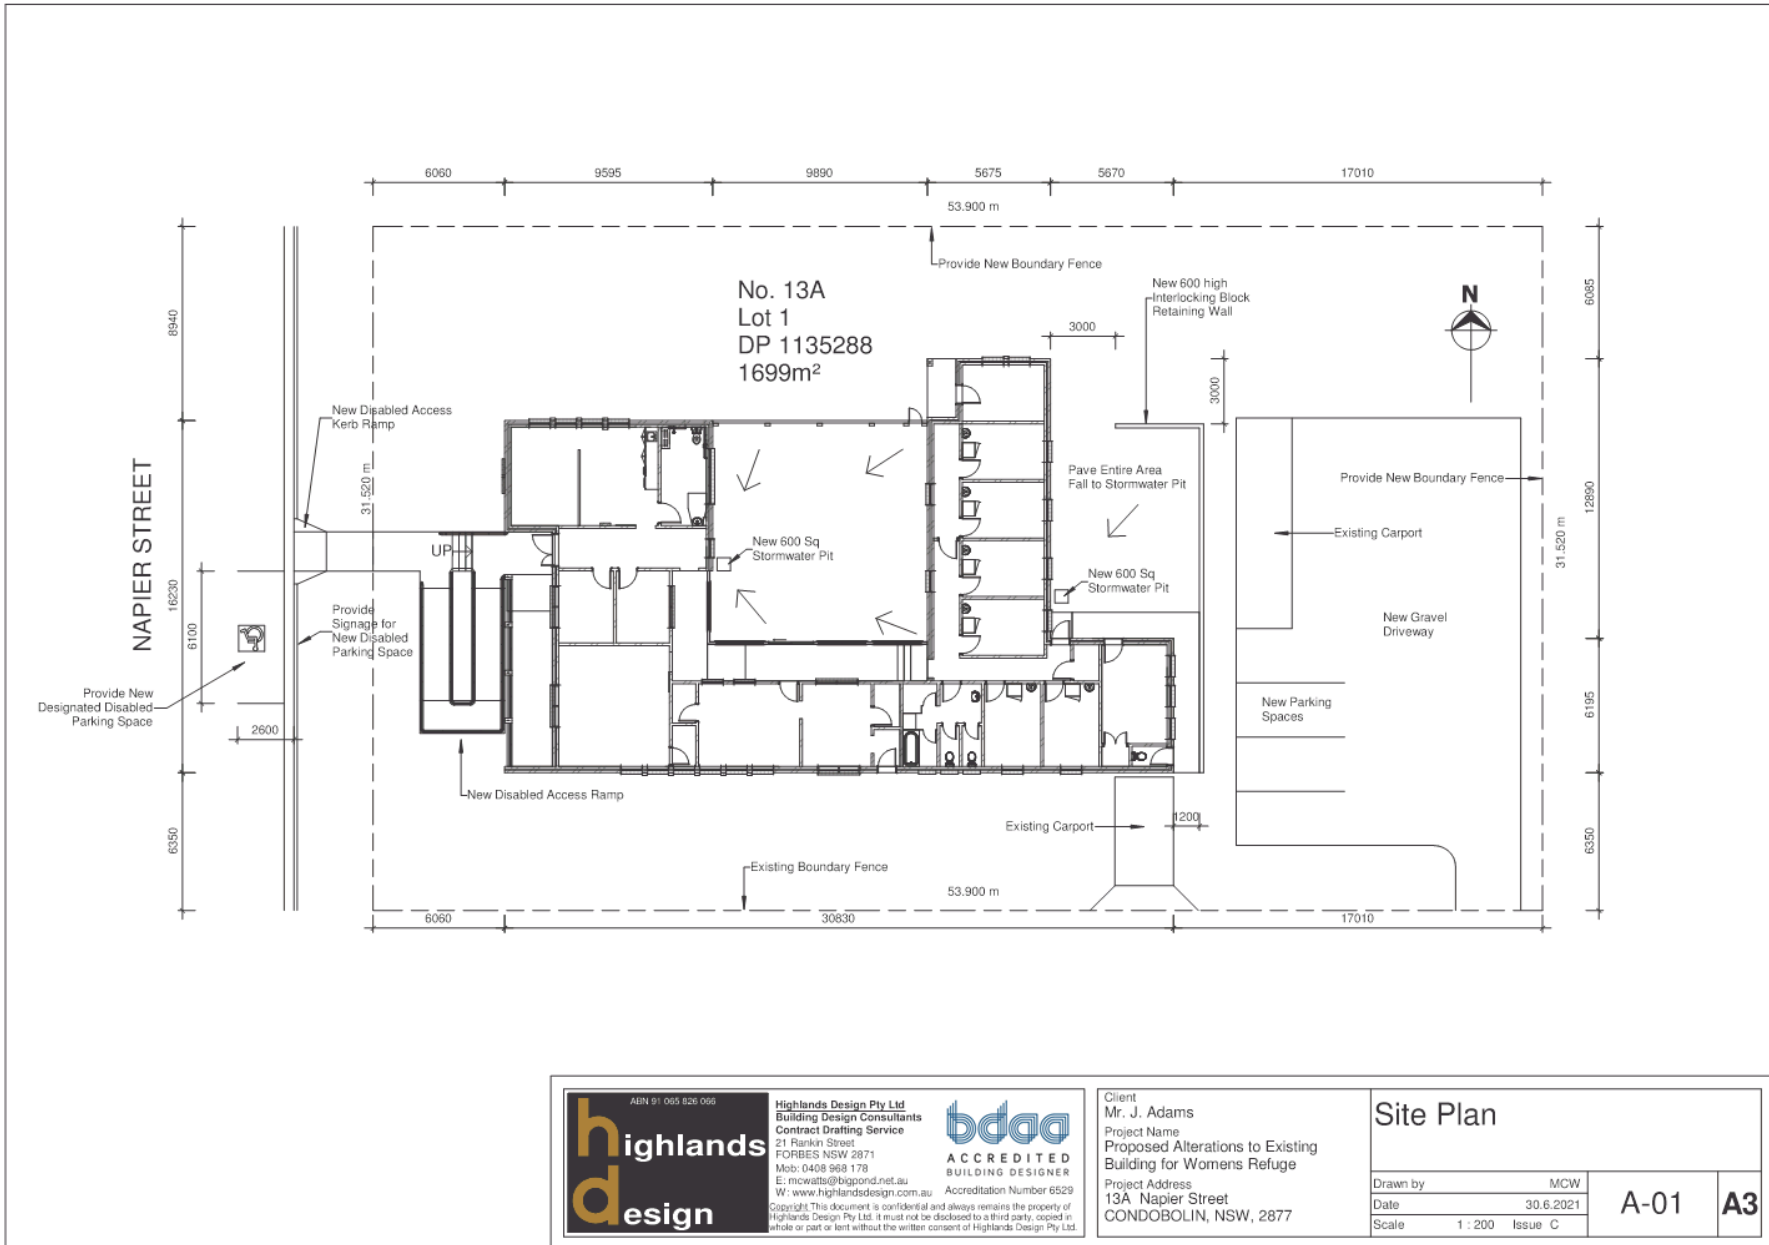 6060
9595
9890
5675
5670
17010
53.900 m
Provide New Boundary Fence
No. 13A
Lot 1
DP 1135288
1699m²
New 600 high
Interlocking Block
Retaining Wall
N
3000
3000
8940
6085
New Disabled Access
Kerb Ramp
31.520 m
NAPIER STREET
UP
Pave Entire Area
Fall to Stormwater Pit
Provide New Boundary Fence
12890
Existing Carport
31.520 m
New 600 Sq
Stormwater Pit
New 600 Sq
Stormwater Pit
16230
6100
Provide
Signage for
New Disabled
Parking Space
New Gravel
Driveway
Provide New
Designated Disabled
Parking Space
2600
New Parking
Spaces
6195
New Disabled Access Ramp
Existing Carport
1200
6350
6350
Existing Boundary Fence
53.900 m
6060
30830
17010
ABN 91 065 826 066
highlands
design
Highlands Design Pty Ltd
Building Design Consultants
Contract Drafting Service
21 Rankin Street
FORBES NSW 2871
Mob: 0408 968 178
E: mcwatts@bigpond.net.au
W: www.highlandsdesign.com.au
bdaa
ACCREDITED
BUILDING DESIGNER
Accreditation Number 6529
Copyright This document is confidential and always remains the property of
Highlands Design Pty Ltd. it must not be disclosed to a third party, copied in
whole or part or lent without the written consent of Highlands Design Pty Ltd.
Client
Mr. J. Adams
Project Name
Proposed Alterations to Existing
Building for Womens Refuge
Project Address
13A Napier Street
CONDOBOLIN, NSW, 2877
Site Plan
Drawn by MCW
Date 30.6.2021
Scale 1 : 200 Issue C
A-01
A3